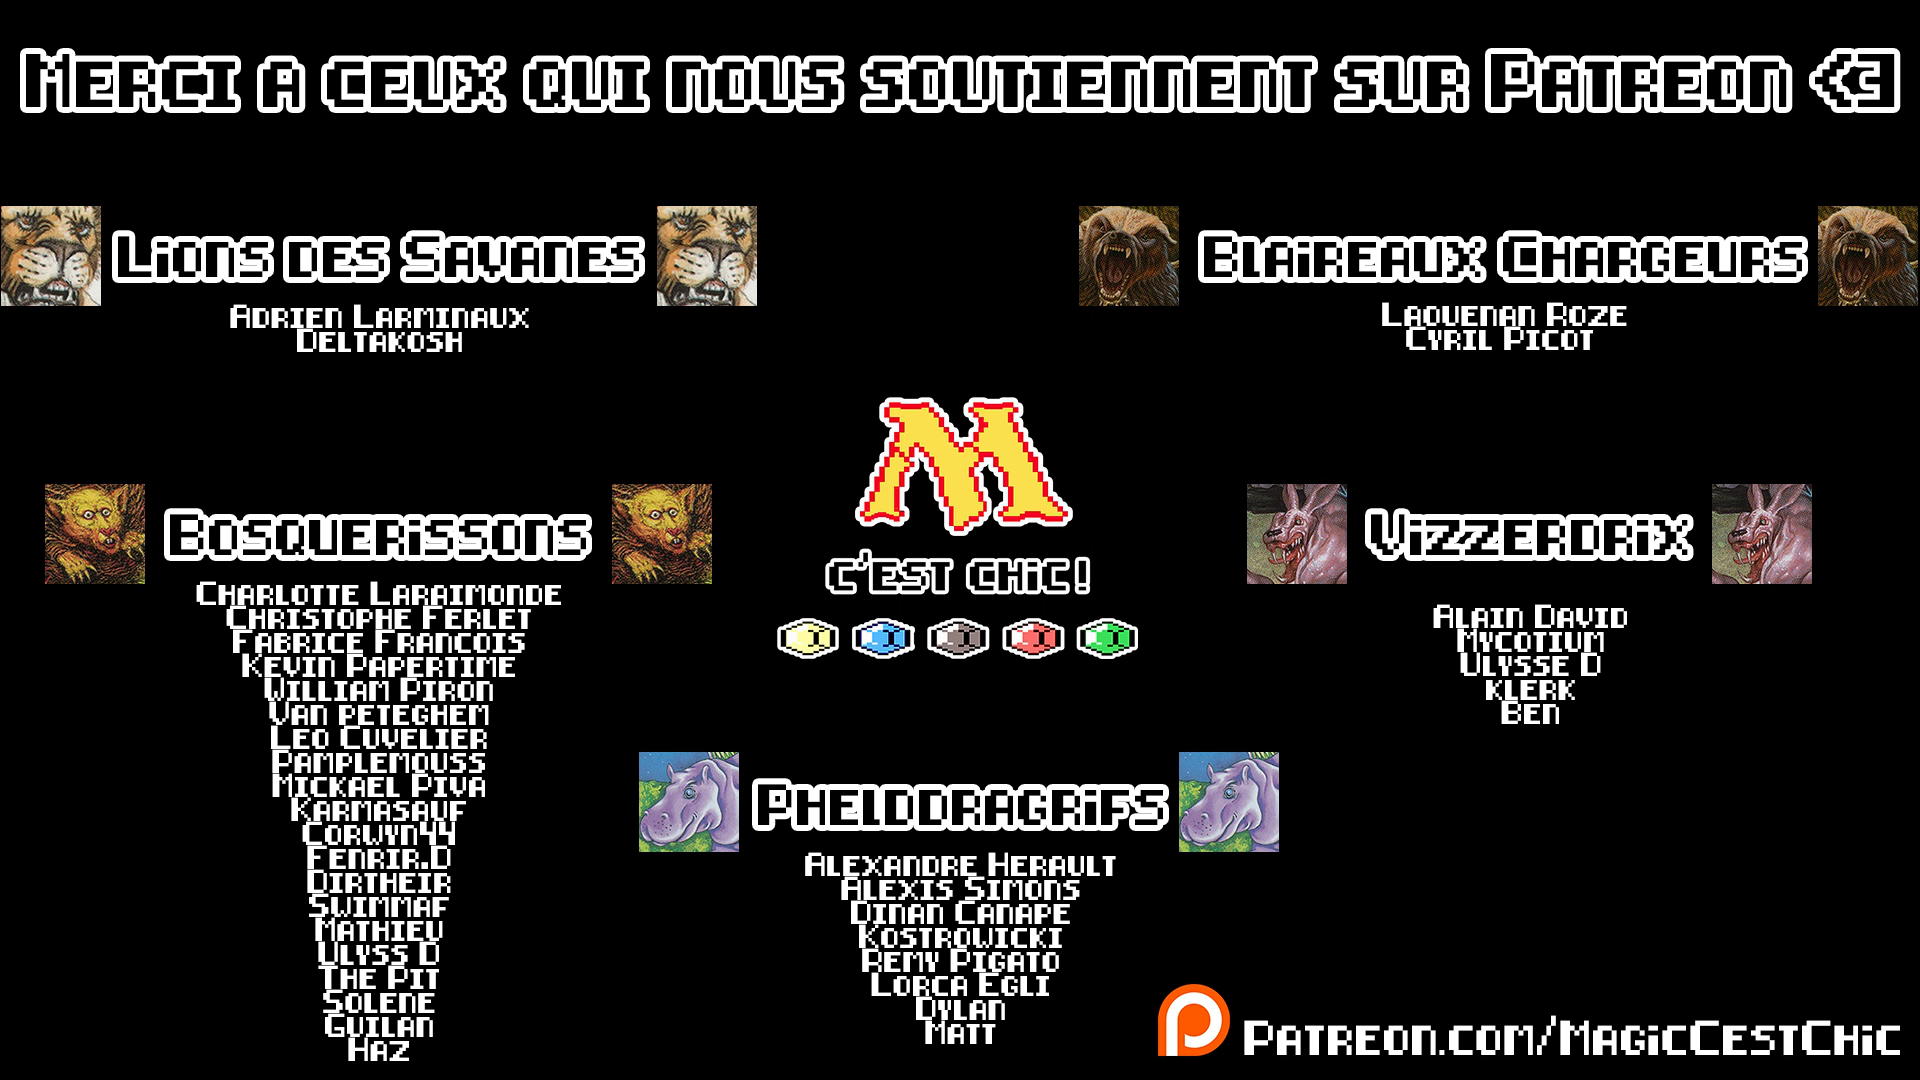 Merci a ceux qui nous soutiennent sur Patreon <3
Lions des Savanes
Adrien Larminaux
Deltakosh
Blaireaux Chargeurs
Laouenan Roze
Cyril Picot
M
C'est chic!
Bosquerissons
Charlotte Laraimonde
Christophe Ferlet
Fabrice Francois
Kevin Papertime
William Piron
Van peteghem
Leo Cuvelier
Pamplemouss
Mickael Piva
Karmasauf
Corwyn44
Fenrir.D
Dirtheir
Swimmaf
Mathieu
Ulyss D
The Pit
Solene
Guilan
Haz
Vizzerdrix
Alain David
Mycotium
Ulysse D
klerk
Ben
Phelddragrifs
Alexandre Herault
Alexis Simons
Dinan Canape
Kostrowicki
Remy Pigato
Lorca Egli
Dylan
Matt
Patreon.com/MagicCestChic